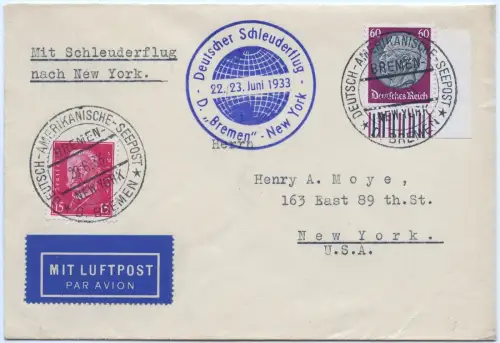 Mit Schleuderflug
nach New York.
Deutscher Schleuderflug
22./23. Juni 1933
D. „Bremen" - New York
60 60
Deutsches Reich
DEUTSCH-AMERIKANISCHE-SEEPOST
BREMEN-
NEW YORK
Herrn
Henry A. Moye,
163 East 89 th.St.
New York.
U.S.A.
DEUTSCH-AMERIKANISCHE-SEEPOST
BREMEN-
NEW YORK
D. BREMEN
15 15
MIT LUFTPOST
PAR AVION